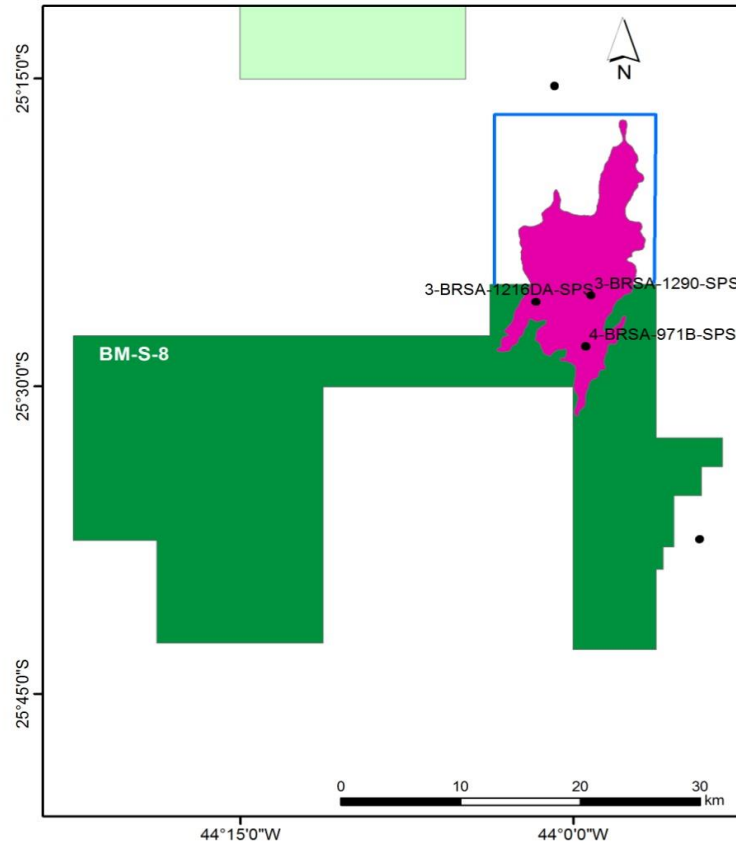 N
25°15'0"S
3-BRSA-1216DA-SPS
3-BRSA-1290-SPS
4-BRSA-971B-SPS
BM-S-8
25°30'0"S
25°45'0"S
0 10 20 30
km
44°15'0"W 44°0'0"W